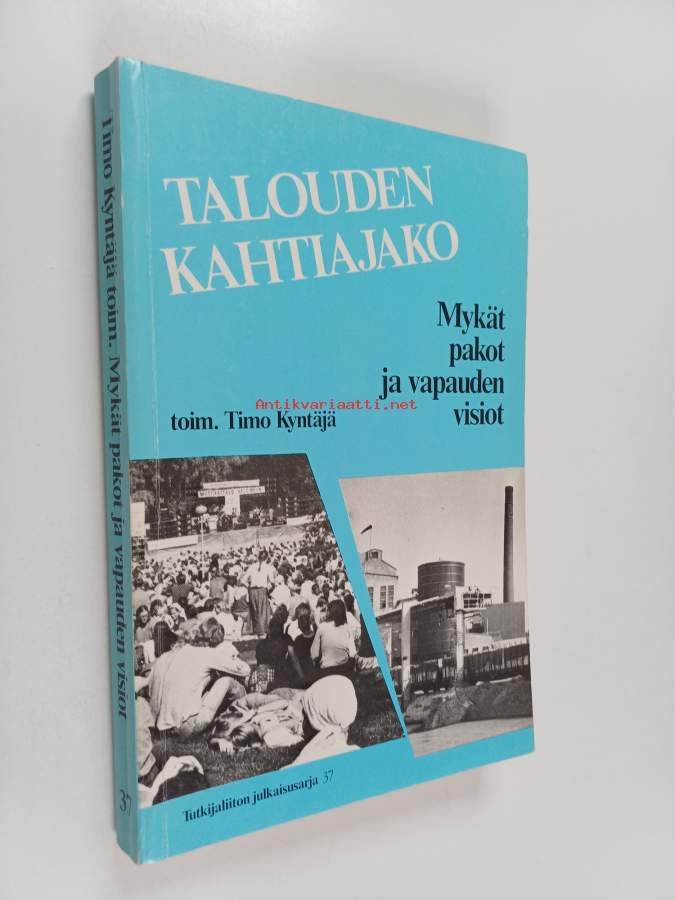 TALOUDEN
KAHTIAJAKO
Mykät
pakot
ja vapauden
visiot
toim. Timo Kyntäjä
Antikvariaatti.net
Tutkijaliiton julkaisusarja 37
Timo Kyntäjä toim. Mykät pakot ja vapauden visiot
37